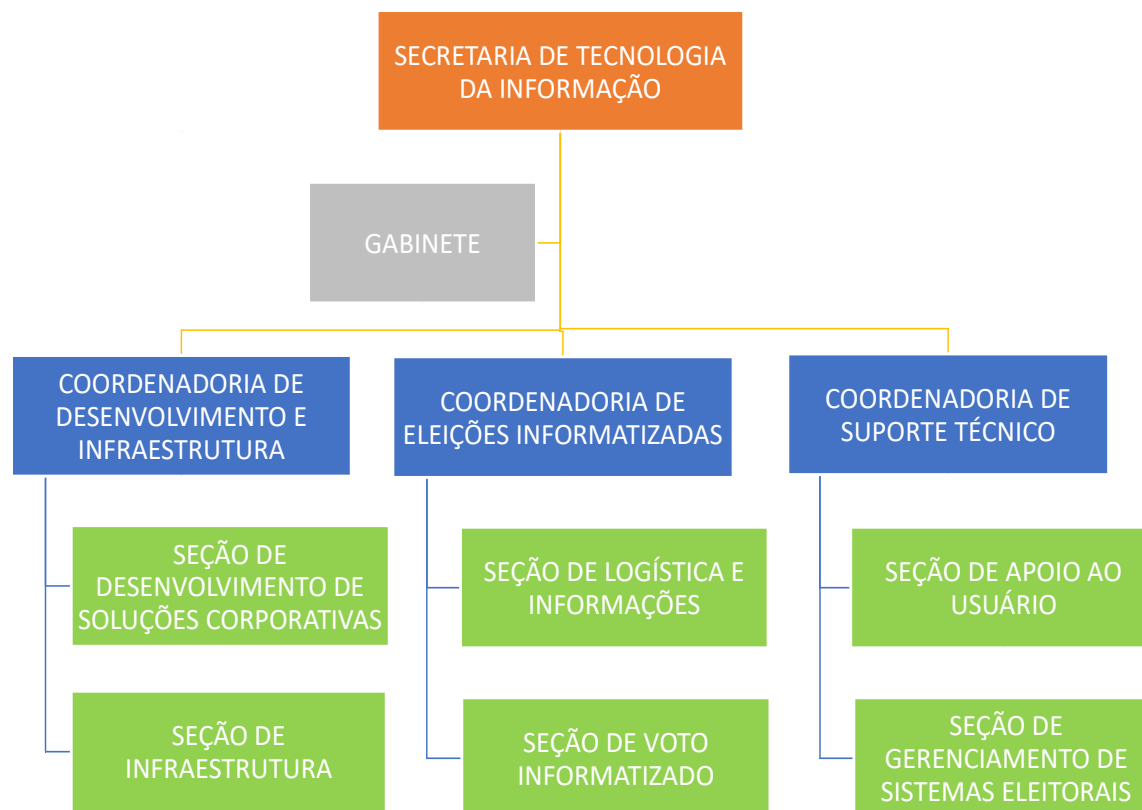 SECRETARIA DE TECNOLOGIA
DA INFORMAÇÃO
GABINETE
COORDENADORIA DE
DESENVOLVIMENTO E
INFRAESTRUTURA
COORDENADORIA DE
ELEIÇÕES INFORMATIZADAS
COORDENADORIA DE
SUPORTE TÉCNICO
SEÇÃO DE
DESENVOLVIMENTO DE
SOLUÇÕES CORPORATIVAS
SEÇÃO DE LOGÍSTICA E
INFORMAÇÕES
SEÇÃO DE APOIO AO
USUÁRIO
SEÇÃO DE
INFRAESTRUTURA
SEÇÃO DE VOTO
INFORMATIZADO
SEÇÃO DE
GERENCIAMENTO DE
SISTEMAS ELEITORAIS